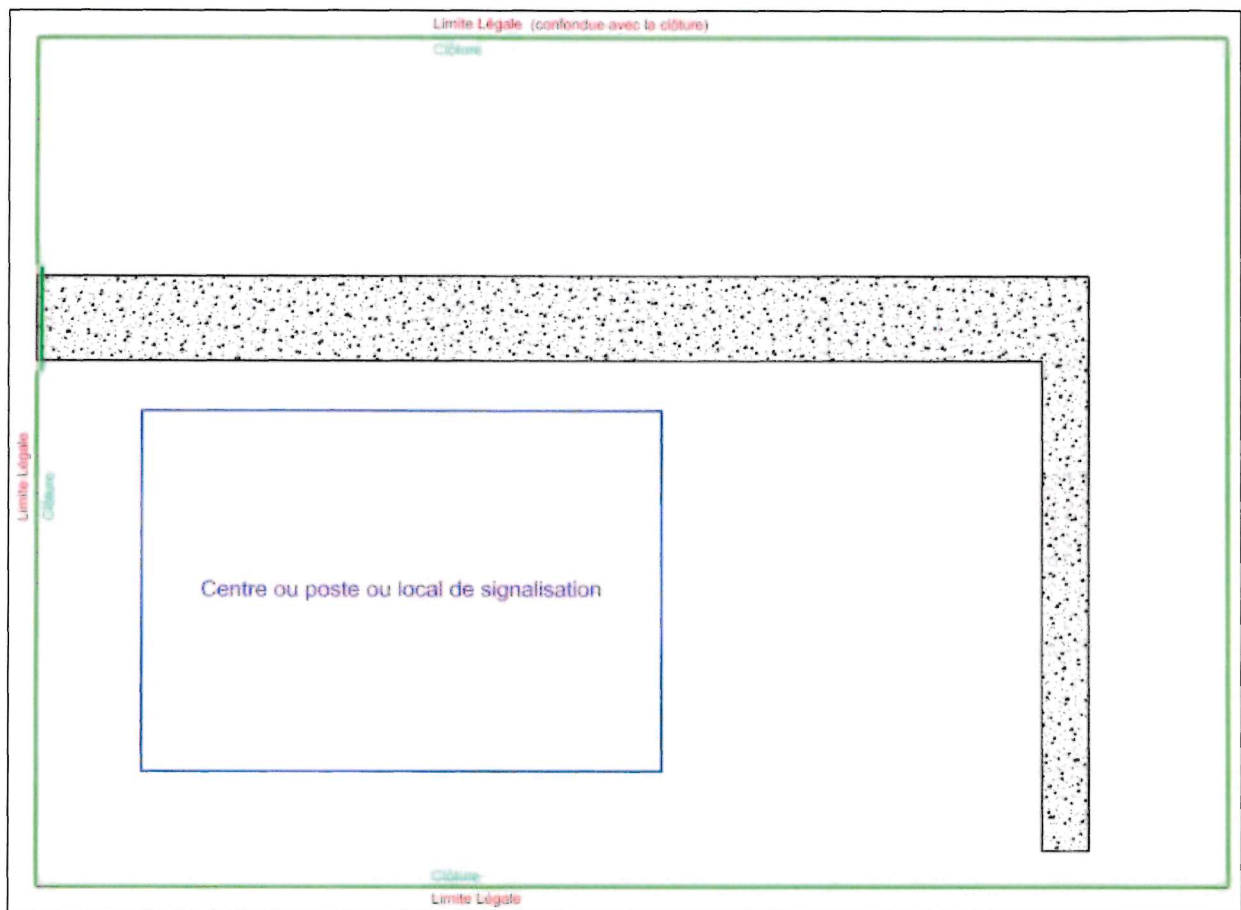 Limite Légale (confondue avec la clôture)
Clôture
Limite Légale
Clôture
Centre ou poste ou local de signalisation
Clôture
Limite Légale